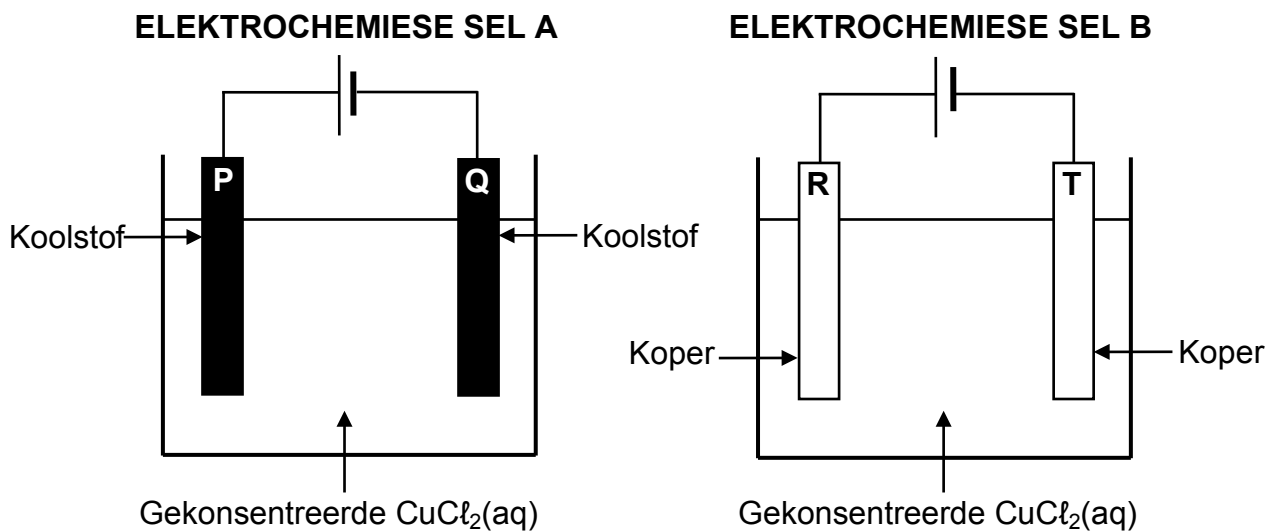 ELEKTROCHEMIESE SEL A
P
Q
Koolstof
Koolstof
Gekonsentreerde CuCℓ₂(aq)
ELEKTROCHEMIESE SEL B
R
T
Koper
Koper
Gekonsentreerde CuCℓ₂(aq)